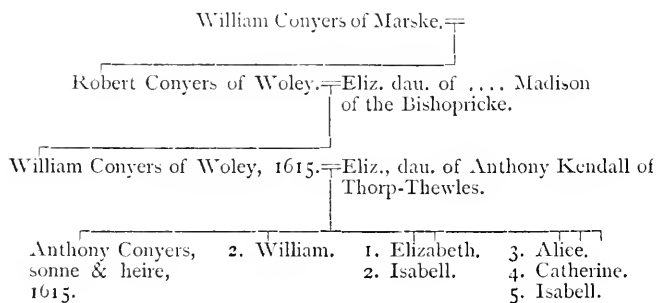 William Conyers of Marske.
Robert Conyers of Woley.
Eliz. dau. of .... Madison
of the Bishopricke.
William Conyers of Woley, 1615.
Eliz., dau. of Anthony Kendall of
Thorp-Thewles.
Anthony Conyers,
sonne & heire,
1615.
2. William.
1. Elizabeth.
2. Isabell.
3. Alice.
4. Catherine.
5. Isabell.